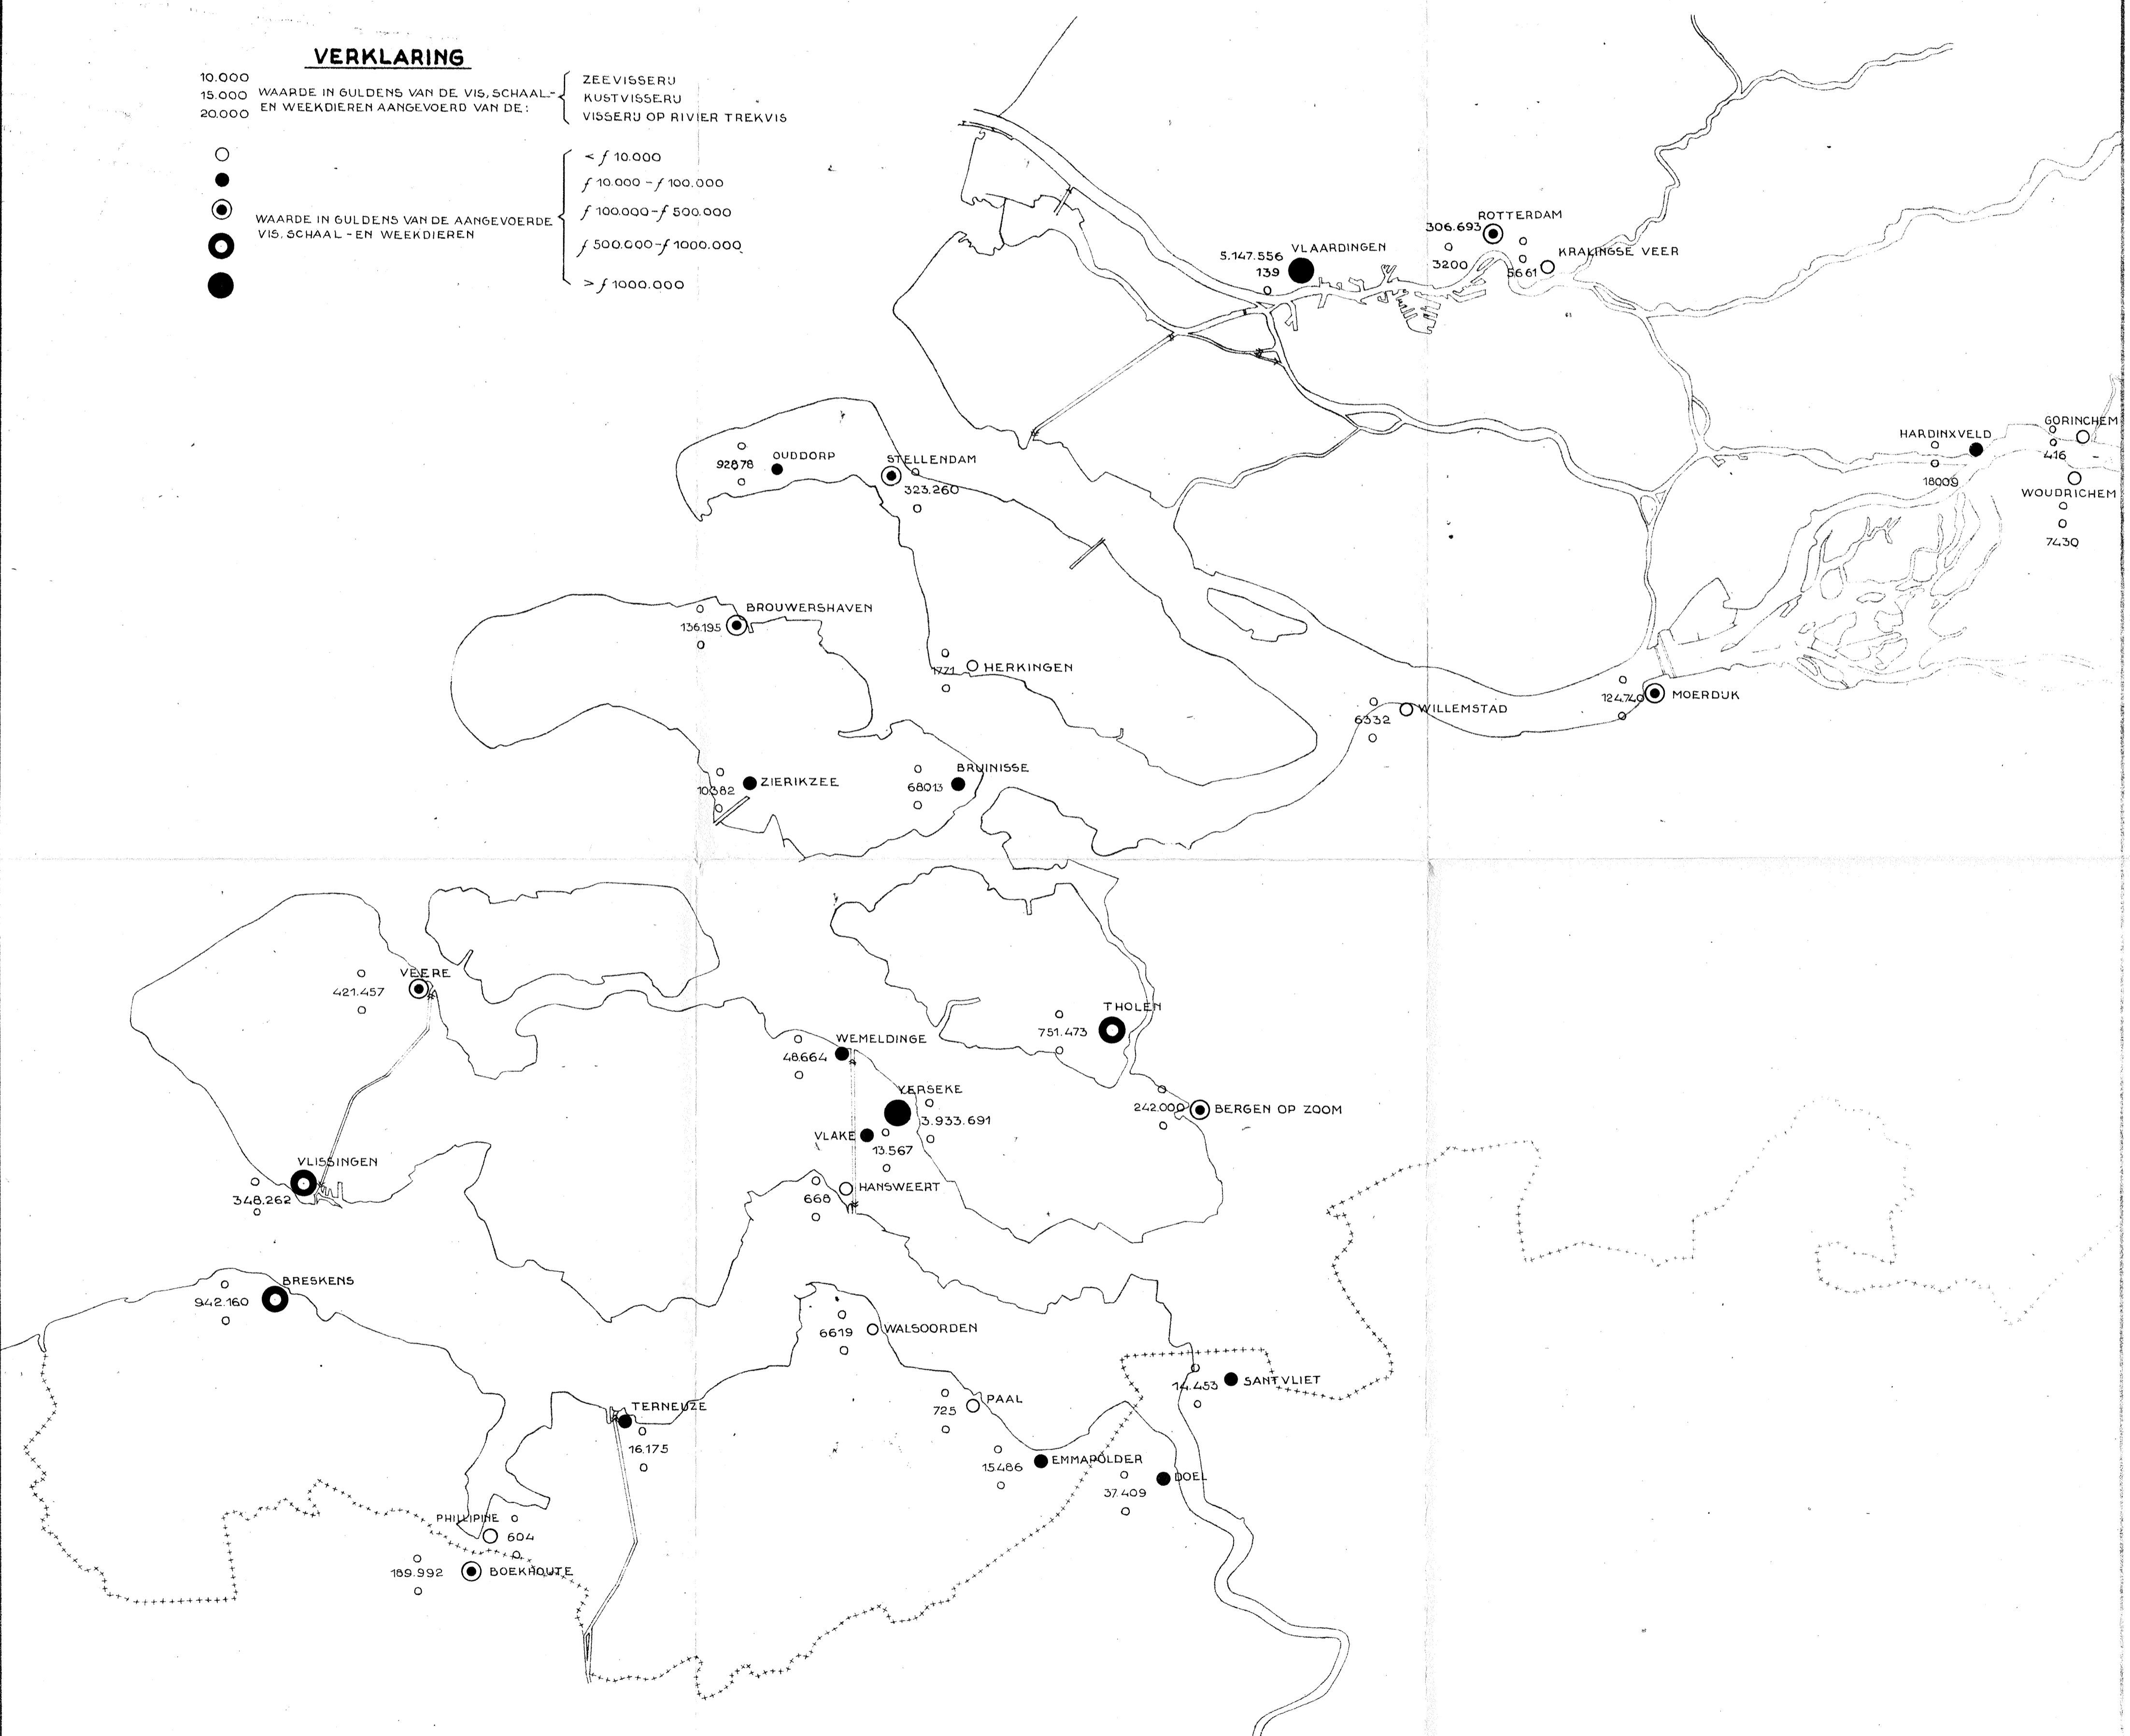 VERKLARING
10.000
15.000
20.000
WAARDE IN GULDENS VAN DE VIS, SCHAAL-
EN WEEKDIEREN AANGEVOERD VAN DE:
ZEEVISSERIJ
KUSTVISSERIJ
VISSERIJ OP RIVIER TREKVIS
WAARDE IN GULDENS VAN DE AANGEVOERDE
VIS, SCHAAL-EN WEEKDIEREN
< ƒ 10.000
ƒ 10.000 - ƒ 100.000
ƒ 100.000 - ƒ 500.000
ƒ 500.000 - ƒ 1000.000
> ƒ 1000.000
ROTTERDAM
306.693
o
3200
KRALINGSE VEER
o
o
5661
VLAARDINGEN
5.147.556
139
o
HARDINXVELD
o
o
18009
GORINCHEM
o
o
416
WOUDRICHEM
o
o
7430
OUDDORP
o
92878
o
STELLENDAM
o
323.260
o
BROUWERSHAVEN
o
136.195
o
HERKINGEN
o
1771
o
WILLEMSTAD
o
6332
o
MOERDIJK
o
124.740
o
ZIERIKZEE
o
10382
o
BRUINISSE
o
68013
o
VEERE
o
421.457
o
THOLEN
o
751.473
o
WEMELDINGE
o
48.664
o
YERSEKE
o
3.933.691
o
BERGEN OP ZOOM
o
242.000
o
VLAKE
o
13.567
o
VLISSINGEN
o
348.262
o
HANSWEERT
o
668
o
BRESKENS
o
942.160
o
WALSOORDEN
o
6619
o
SANTVLIET
o
14.453
o
PAAL
o
725
o
TERNEUZE
o
16.175
o
EMMAPOLDER
o
15486
o
DOEL
o
37.409
o
PHILLIPINE
o
604
o
BOEKHOUTE
o
189.992
o